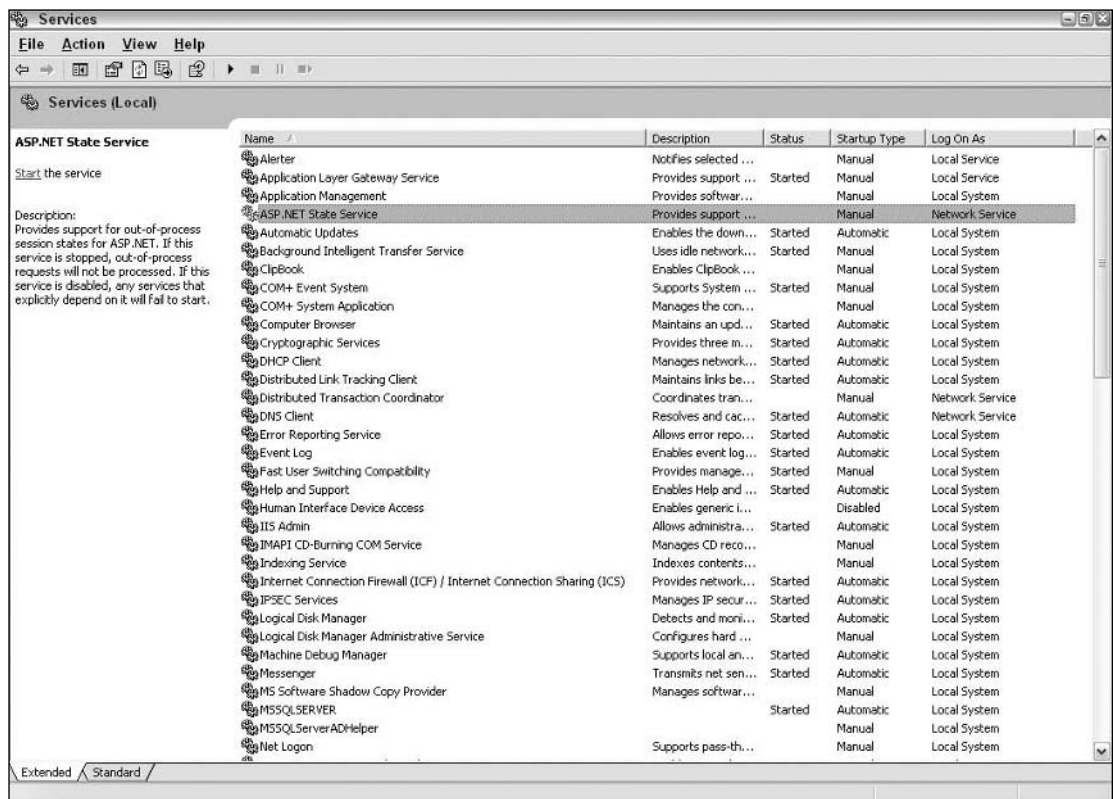 Services
File Action View Help
Services (Local)
ASP.NET State Service
Start the service
Description:
Provides support for out-of-process
session states for ASP.NET. If this
service is stopped, out-of-process
requests will not be processed. If this
service is disabled, any services that
explicitly depend on it will fail to start.
Name Description Status Startup Type Log On As
Alerter Notifies selected ... Manual Local Service
Application Layer Gateway Service Provides support ... Started Manual Local Service
Application Management Provides softwar... Manual Local System
ASP.NET State Service Provides support ... Manual Network Service
Automatic Updates Enables the down... Started Automatic Local System
Background Intelligent Transfer Service Uses idle network... Started Manual Local System
ClipBook Enables ClipBook ... Manual Local System
COM+ Event System Supports System ... Started Manual Local System
COM+ System Application Manages the con... Manual Local System
Computer Browser Maintains an upd... Started Automatic Local System
Cryptographic Services Provides three m... Started Automatic Local System
DHCP Client Manages network... Started Automatic Local System
Distributed Link Tracking Client Maintains links be... Started Automatic Local System
Distributed Transaction Coordinator Coordinates tran... Manual Network Service
DNS Client Resolves and cac... Started Automatic Network Service
Error Reporting Service Allows error repo... Started Automatic Local System
Event Log Enables event log... Started Automatic Local System
Fast User Switching Compatibility Provides manage... Started Manual Local System
Help and Support Enables Help and ... Started Automatic Local System
Human Interface Device Access Enables generic i... Disabled Local System
IIS Admin Allows administra... Started Automatic Local System
IMAPI CD-Burning COM Service Manages CD reco... Manual Local System
Indexing Service Indexes contents... Manual Local System
Internet Connection Firewall (ICF) / Internet Connection Sharing (ICS) Provides network... Started Automatic Local System
IPSEC Services Manages IP secur... Started Automatic Local System
Logical Disk Manager Detects and moni... Started Automatic Local System
Logical Disk Manager Administrative Service Configures hard ... Manual Local System
Machine Debug Manager Supports local an... Started Automatic Local System
Messenger Transmits net sen... Started Automatic Local System
MS Software Shadow Copy Provider Manages softwar... Manual Local System
MSSQLSERVER Started Automatic Local System
MSSQLServerADHelper Manual Local System
Net Logon Supports pass-th... Manual Local System
Extended Standard